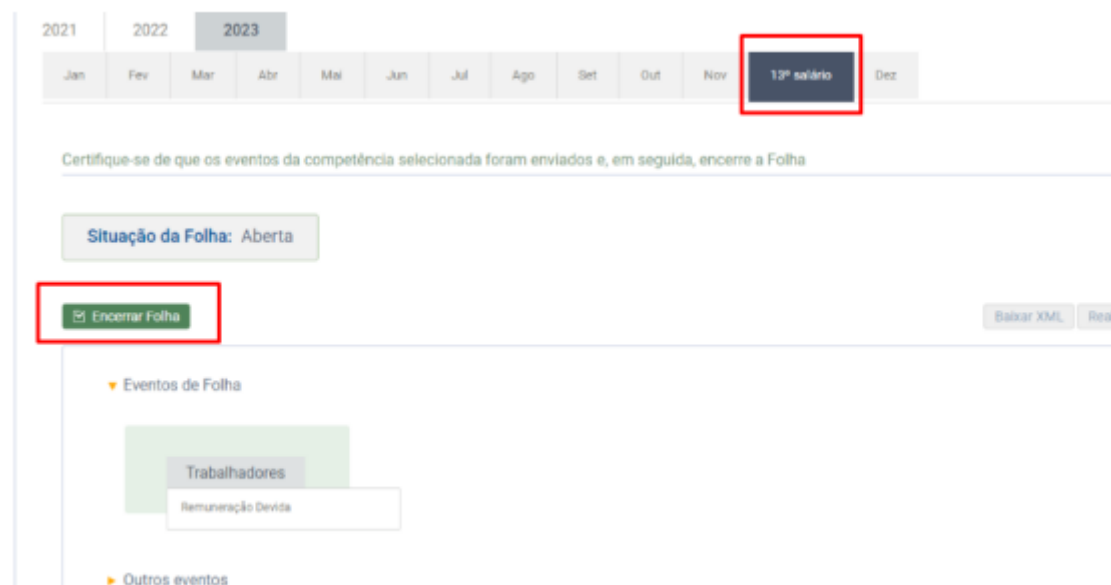 2021 2022 2023
Jan Fev Mar Abr Mai Jun Jul Ago Set Out Nov 13º salário Dez
Certifique-se de que os eventos da competência selecionada foram enviados e, em seguida, encerre a Folha
Situação da Folha: Aberta
Encerrar Folha Baixar XML Rea
Eventos de Folha
Trabalhadores
Remuneração Devida
Outros eventos